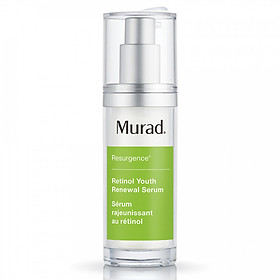 Murad.
Resurgence®
Retinol Youth
Renewal Serum
Sérum
rajeunissant
au rétinol